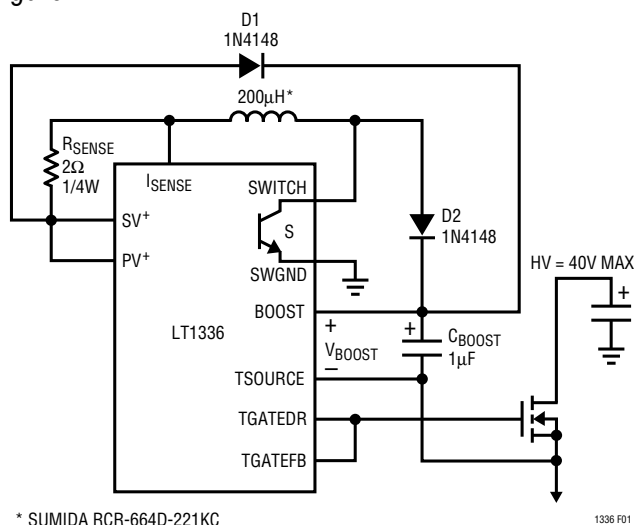 D1
1N4148
200µH*
RSENSE
2Ω
1/4W
ISENSE
SWITCH
SV+
S
D2
1N4148
PV+
SWGND
HV = 40V MAX
BOOST
+
+
+
LT1336
VBOOST
–
CBOOST
1µF
TSOURCE
TGATEDR
TGATEFB
* SUMIDA RCR-664D-221KC
1336 F01